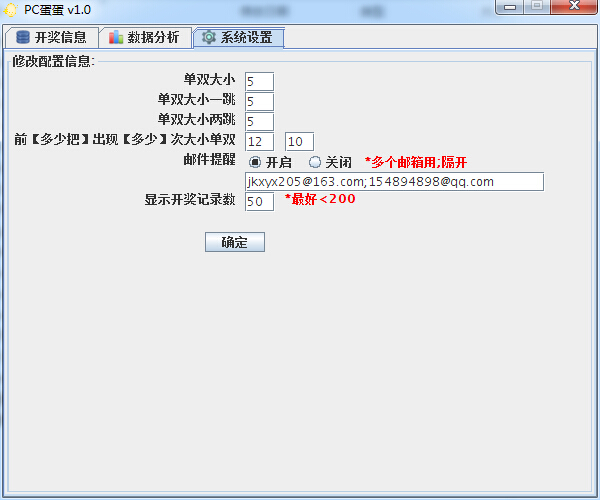 PC蛋蛋 v1.0
开奖信息 数据分析 系统设置
修改配置信息:
单双大小 5
单双大小一跳 5
单双大小两跳 5
前【多少把】出现【多少】次大小单双 12 10
邮件提醒 开启 关闭 *多个邮箱用;隔开
jkxyx205@163.com;154894898@qq.com
显示开奖记录数 50 *最好<200
确定